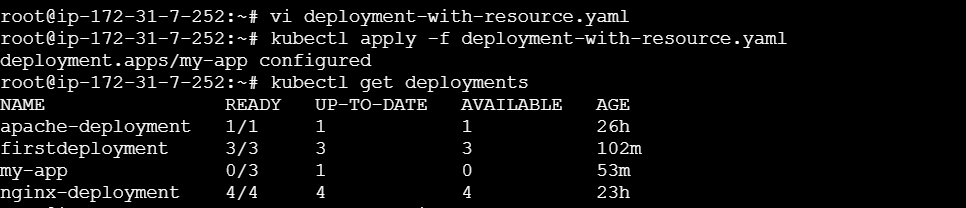 root@ip-172-31-7-252:~# vi deployment-with-resource.yaml
root@ip-172-31-7-252:~# kubectl apply -f deployment-with-resource.yaml
deployment.apps/my-app configured
root@ip-172-31-7-252:~# kubectl get deployments
NAME READY UP-TO-DATE AVAILABLE AGE
apache-deployment 1/1 1 1 26h
firstdeployment 3/3 3 3 102m
my-app 0/3 1 0 53m
nginx-deployment 4/4 4 4 23h